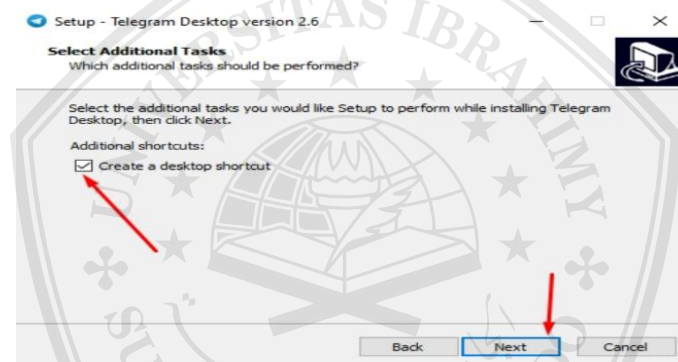 Setup - Telegram Desktop version 2.6
Select Additional Tasks
Which additional tasks should be performed?
Select the additional tasks you would like Setup to perform while installing Telegram
Desktop, then click Next.
Additional shortcuts:
Create a desktop shortcut
Back Next Cancel